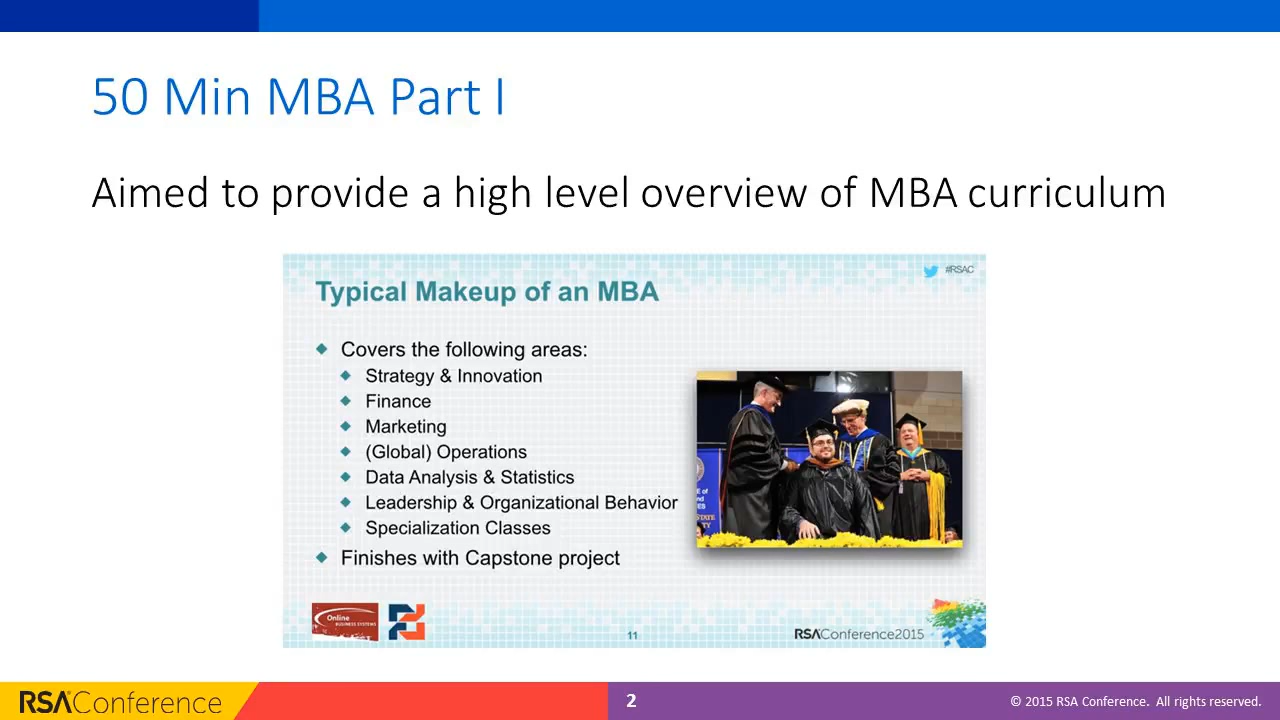 50 Min MBA Part I
Aimed to provide a high level overview of MBA curriculum
#RSAC
Typical Makeup of an MBA
Covers the following areas:
Strategy & Innovation
Finance
Marketing
(Global) Operations
Data Analysis & Statistics
Leadership & Organizational Behavior
Specialization Classes
Finishes with Capstone project
Online
BUSINESS SYSTEMS
11
RSAConference2015
RSAConference
2
© 2015 RSA Conference. All rights reserved.